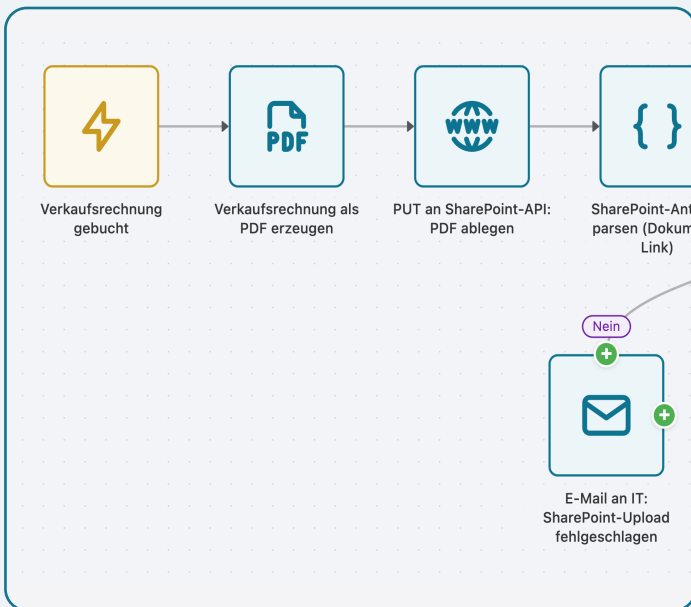 PDF
WWW
Verkaufsrechnung
gebucht
Verkaufsrechnung als
PDF erzeugen
PUT an SharePoint-API:
PDF ablegen
SharePoint-Ant
parsen (Dokum
Link)
Nein
E-Mail an IT:
SharePoint-Upload
fehlgeschlagen